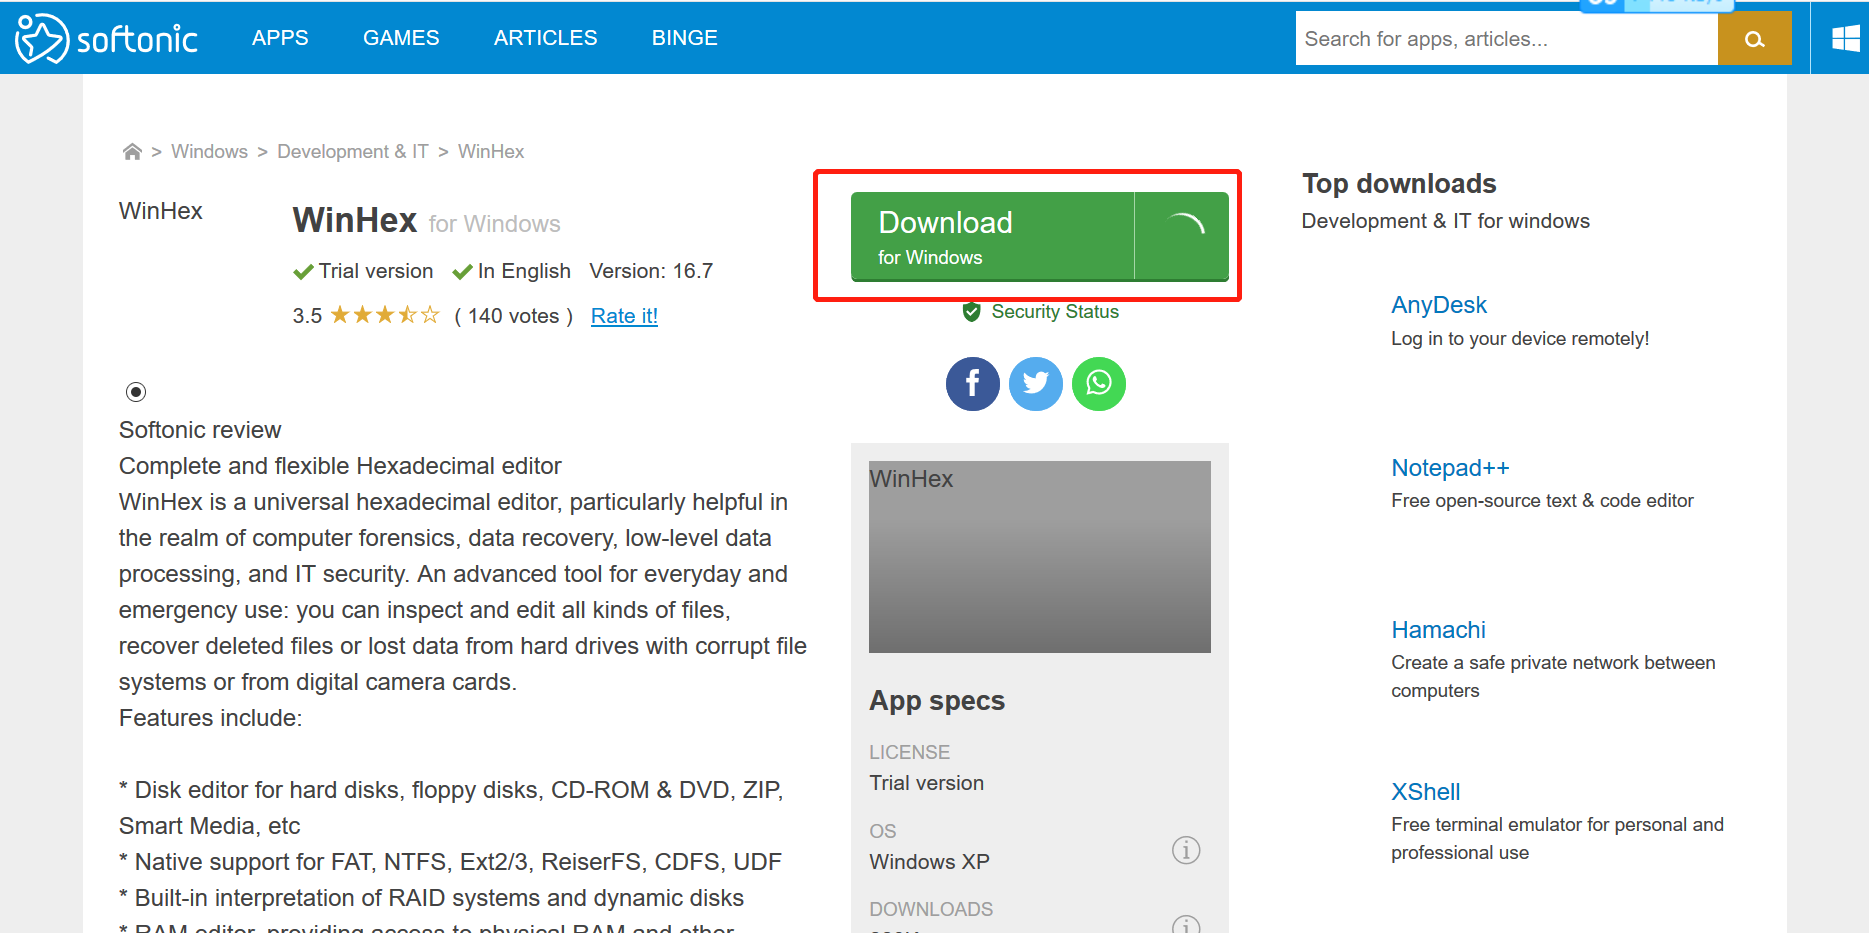 softonic
APPS
GAMES
ARTICLES
BINGE
Search for apps, articles...
> Windows > Development & IT > WinHex
WinHex
WinHex for Windows
Trial version In English Version: 16.7
3.5 ( 140 votes ) Rate it!
Softonic review
Complete and flexible Hexadecimal editor
WinHex is a universal hexadecimal editor, particularly helpful in
the realm of computer forensics, data recovery, low-level data
processing, and IT security. An advanced tool for everyday and
emergency use: you can inspect and edit all kinds of files,
recover deleted files or lost data from hard drives with corrupt file
systems or from digital camera cards.
Features include:
* Disk editor for hard disks, floppy disks, CD-ROM & DVD, ZIP,
Smart Media, etc
* Native support for FAT, NTFS, Ext2/3, ReiserFS, CDFS, UDF
* Built-in interpretation of RAID systems and dynamic disks
* RAM editor, providing access to physical RAM and other
Download
for Windows
Security Status
WinHex
App specs
LICENSE
Trial version
OS
Windows XP
DOWNLOADS
Top downloads
Development & IT for windows
AnyDesk
Log in to your device remotely!
Notepad++
Free open-source text & code editor
Hamachi
Create a safe private network between
computers
XShell
Free terminal emulator for personal and
professional use